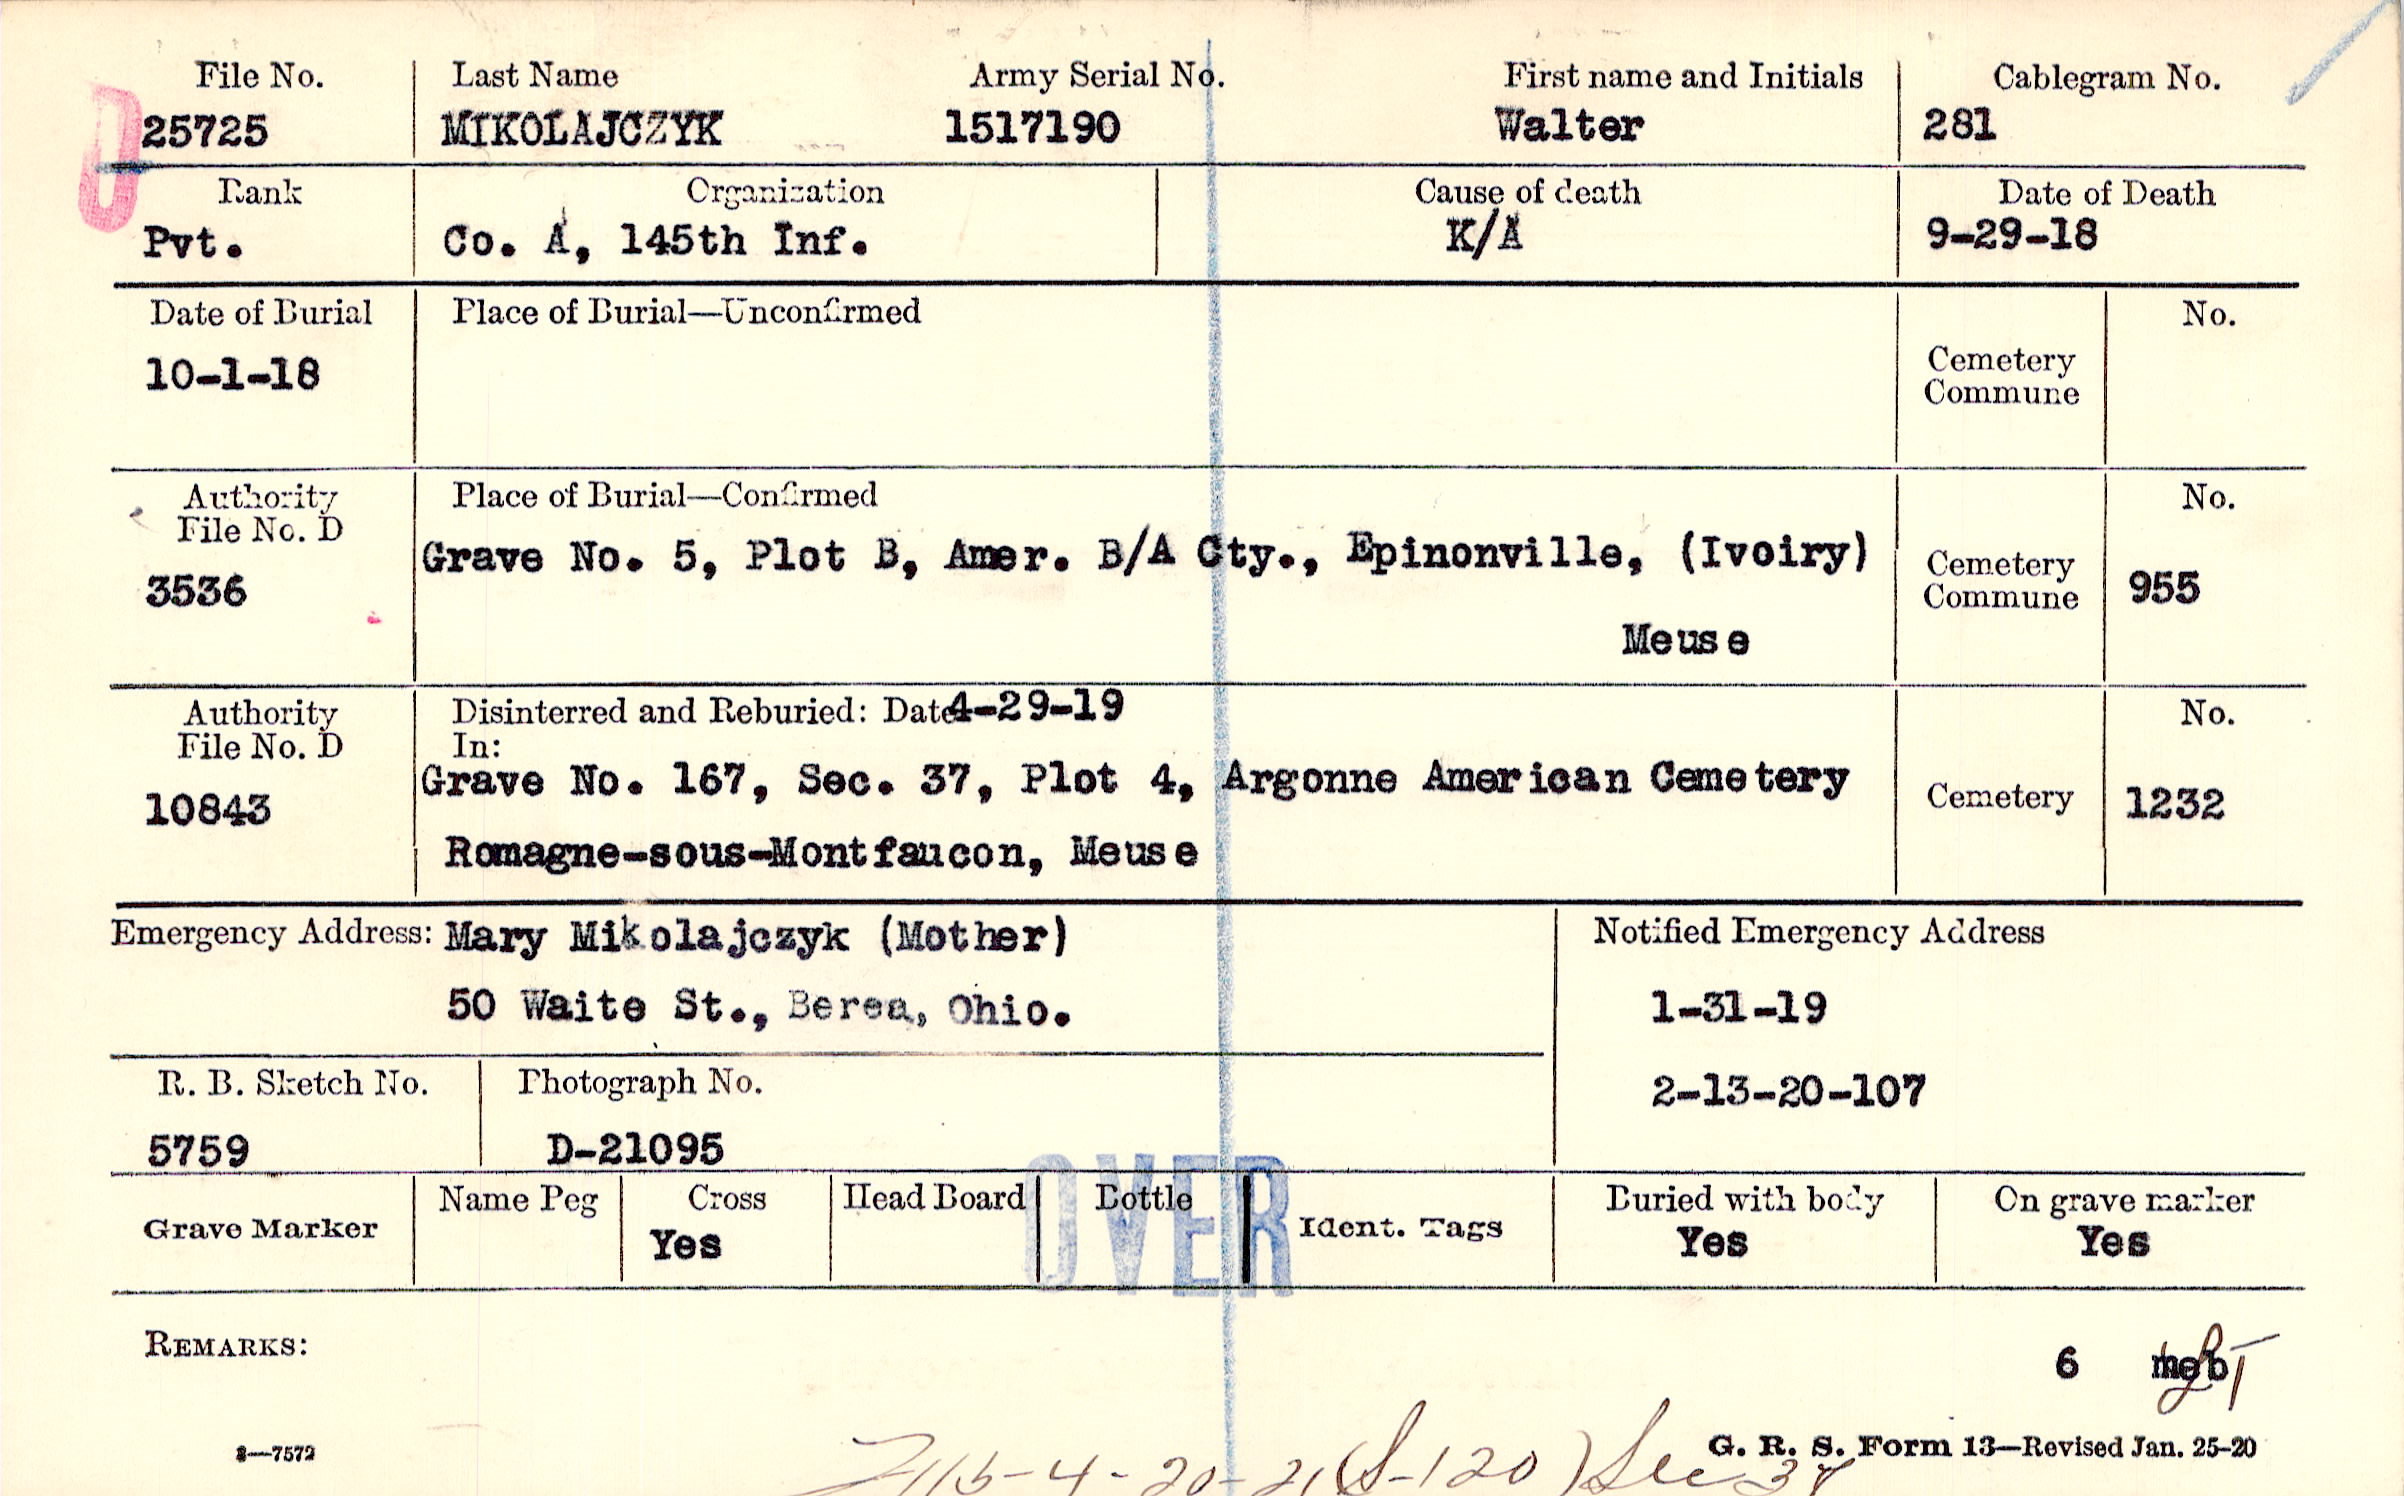 File No. Last Name Army Serial No. First name and Initials Cablegram No.
25725 MIKOLAJCZYK 1517190 Walter 281
Rank Organization Cause of death Date of Death
Pvt. Co. A, 145th Inf. K/A 9-29-18
Date of Burial Place of Burial—Unconfirmed No.
10-1-18
Cemetery
Commune
Authority Place of Burial—Confirmed No.
File No. D
Grave No. 5, Plot B, Amer. B/A Cty., Epinonville, (Ivoiry)
3536
Cemetery
Commune 955
Meuse
Authority Disinterred and Reburied: Date 4-29-19 No.
File No. D In:
Grave No. 167, Sec. 37, Plot 4, Argonne American Cemetery
10843 Cemetery 1232
Romagne-sous-Montfaucon, Meuse
Emergency Address: Mary Mikolajczyk (Mother) Notified Emergency Address
50 Waite St., Berea, Ohio. 1-31-19
R. B. Sketch No. Photograph No. 2-13-20-107
5759 D-21095
OVER
Grave Marker Name Peg Cross Head Board Bottle Ident. Tags Buried with body On grave marker
Yes Yes Yes
REMARKS:
6
3—7572 G. R. S. Form 13—Revised Jan. 25-20
4-20-21 (S-120) Sec 37